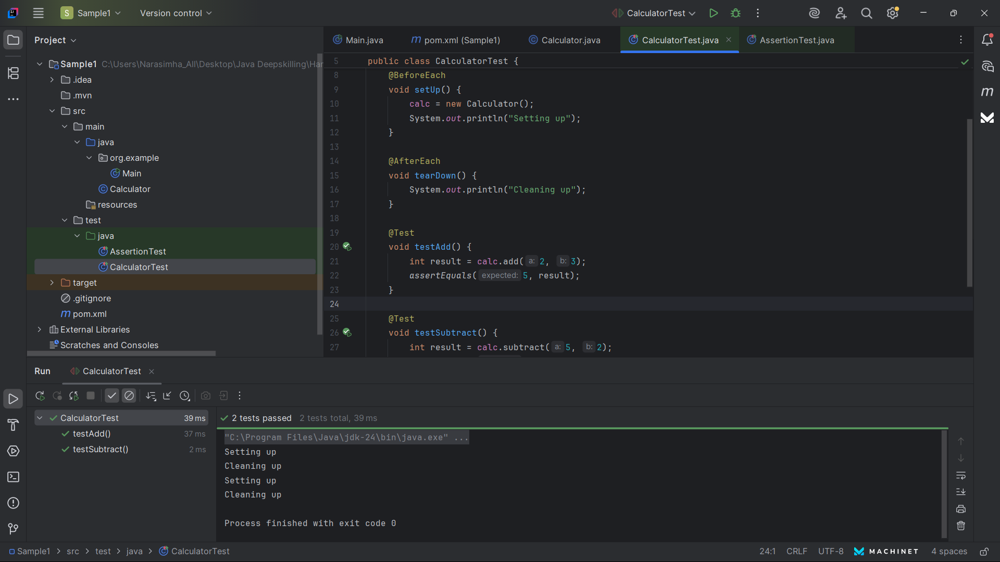 Sample1
Version control
CalculatorTest
Project
Main.java
pom.xml (Sample1)
Calculator.java
CalculatorTest.java
AssertionTest.java
Sample1 C:\Users\Narasimha_All\Desktop\Java Deepskilling\Har
.idea
.mvn
src
main
java
org.example
Main
Calculator
resources
test
java
AssertionTest
CalculatorTest
target
.gitignore
pom.xml
External Libraries
Scratches and Consoles
5 public class CalculatorTest {
8 @BeforeEach
9 void setUp() {
10 calc = new Calculator();
11 System.out.println("Setting up");
12 }
13
14 @AfterEach
15 void tearDown() {
16 System.out.println("Cleaning up");
17 }
18
19 @Test
20 void testAdd() {
21 int result = calc.add( a: 2, b: 3);
22 assertEquals( expected: 5, result);
23 }
24
25 @Test
26 void testSubtract() {
27 int result = calc.subtract( a: 5, b: 2);
Run
CalculatorTest
CalculatorTest 39 ms
testAdd() 37 ms
testSubtract() 2 ms
2 tests passed 2 tests total, 39 ms
"C:\Program Files\Java\jdk-24\bin\java.exe" ...
Setting up
Cleaning up
Setting up
Cleaning up
Process finished with exit code 0
Sample1 > src > test > java > CalculatorTest
24:1 CRLF UTF-8 MACHINET 4 spaces